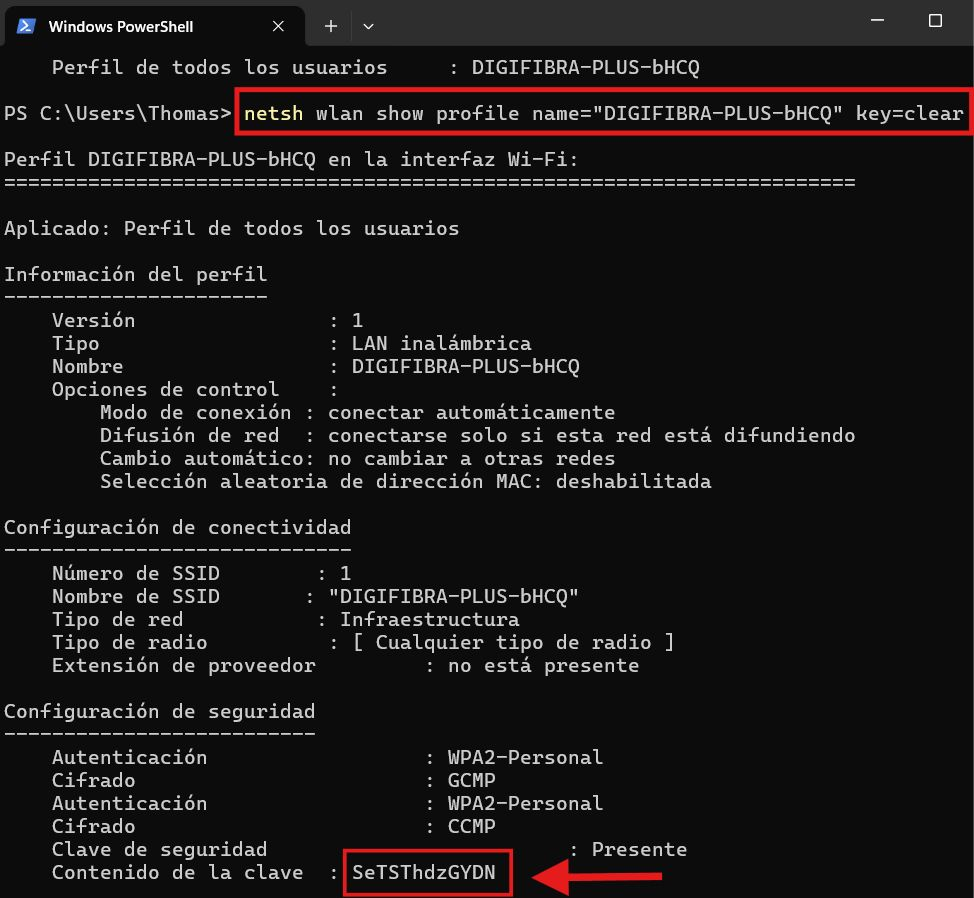 Windows PowerShell
Perfil de todos los usuarios : DIGIFIBRA-PLUS-bHCQ
PS C:\Users\Thomas> netsh wlan show profile name="DIGIFIBRA-PLUS-bHCQ" key=clear
Perfil DIGIFIBRA-PLUS-bHCQ en la interfaz Wi-Fi:
=======================================================================
Aplicado: Perfil de todos los usuarios
Información del perfil
----------------------
Versión : 1
Tipo : LAN inalámbrica
Nombre : DIGIFIBRA-PLUS-bHCQ
Opciones de control :
Modo de conexión : conectar automáticamente
Difusión de red : conectarse solo si esta red está difundiendo
Cambio automático: no cambiar a otras redes
Selección aleatoria de dirección MAC: deshabilitada
Configuración de conectividad
-----------------------------
Número de SSID : 1
Nombre de SSID : "DIGIFIBRA-PLUS-bHCQ"
Tipo de red : Infraestructura
Tipo de radio : [ Cualquier tipo de radio ]
Extensión de proveedor : no está presente
Configuración de seguridad
--------------------------
Autenticación : WPA2-Personal
Cifrado : GCMP
Autenticación : WPA2-Personal
Cifrado : CCMP
Clave de seguridad : Presente
Contenido de la clave : SeTSThdzGYDN